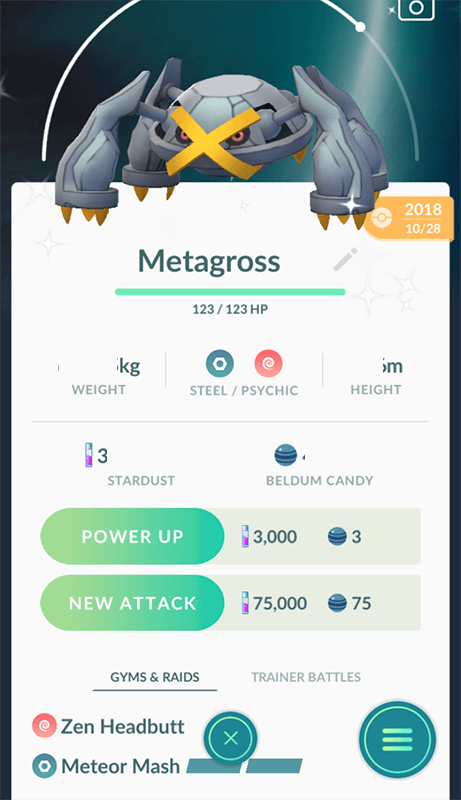 2018
10/28
Metagross
123 / 123 HP
kg
WEIGHT
STEEL / PSYCHIC
m
HEIGHT
3
STARDUST
BELDUM CANDY
POWER UP 3,000 3
NEW ATTACK 75,000 75
GYMS & RAIDS TRAINER BATTLES
Zen Headbutt
Meteor Mash